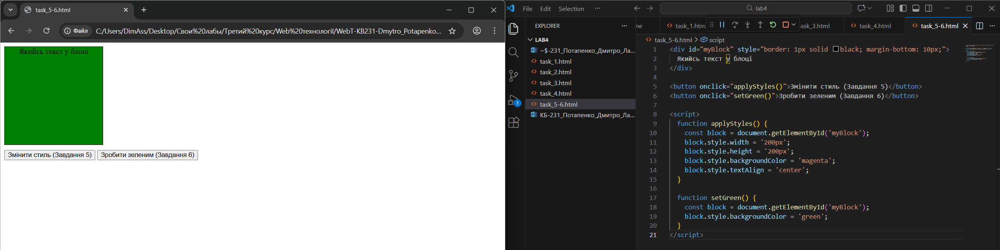 task_5-6.html
Файл
C:/Users/DimAss/Desktop/Свои%20лабы/Третий%20курс/Web%20технології/WebT-KB231-Dmytro_Potapenko...
Якийсь текст у блоці
Змінити стиль (Завдання 5)
Зробити зеленим (Завдання 6)
File
Edit
Selection
lab4
EXPLORER
me
task_1.htm
task_3.html
task_4.html
task_5-6.html
LAB4
~$-231_Потапенко_Дмитро_Ла...
task_1.html
task_2.html
task_3.html
task_4.html
task_5-6.html
КБ-231_Потапенко_Дмитро_Ла...
1
task_5-6.html > script
1 <div id="myBlock" style="border: 1px solid black; margin-bottom: 10px;">
2 Якийсь текст у блоці
3 </div>
4
5 <button onclick="applyStyles()">Змінити стиль (Завдання 5)</button>
6 <button onclick="setGreen()">Зробити зеленим (Завдання 6)</button>
7
8 <script>
9 function applyStyles() {
10 const block = document.getElementById('myBlock');
11 block.style.width = '200px';
12 block.style.height = '200px';
13 block.style.backgroundColor = 'magenta';
14 block.style.textAlign = 'center';
15 }
16
17 function setGreen() {
18 const block = document.getElementById('myBlock');
19 block.style.backgroundColor = 'green';
20 }
21 </script>